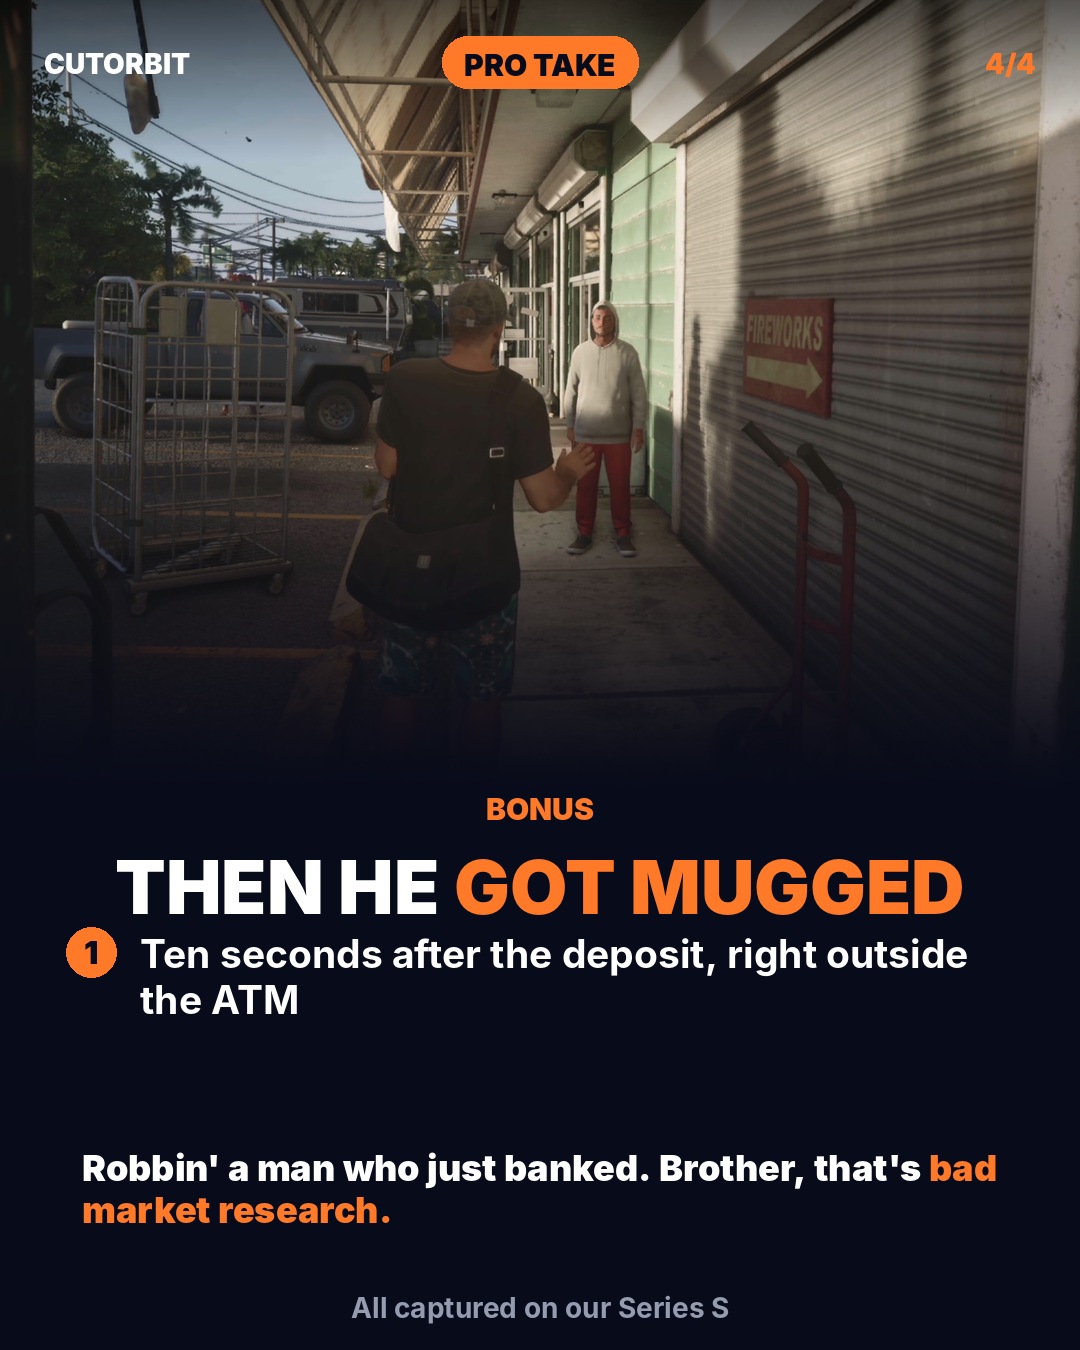 CUTORBIT
PRO TAKE
4/4
FIREWORKS
BONUS
THEN HE GOT MUGGED
1 Ten seconds after the deposit, right outside
the ATM
Robbin' a man who just banked. Brother, that's bad
market research.
All captured on our Series S